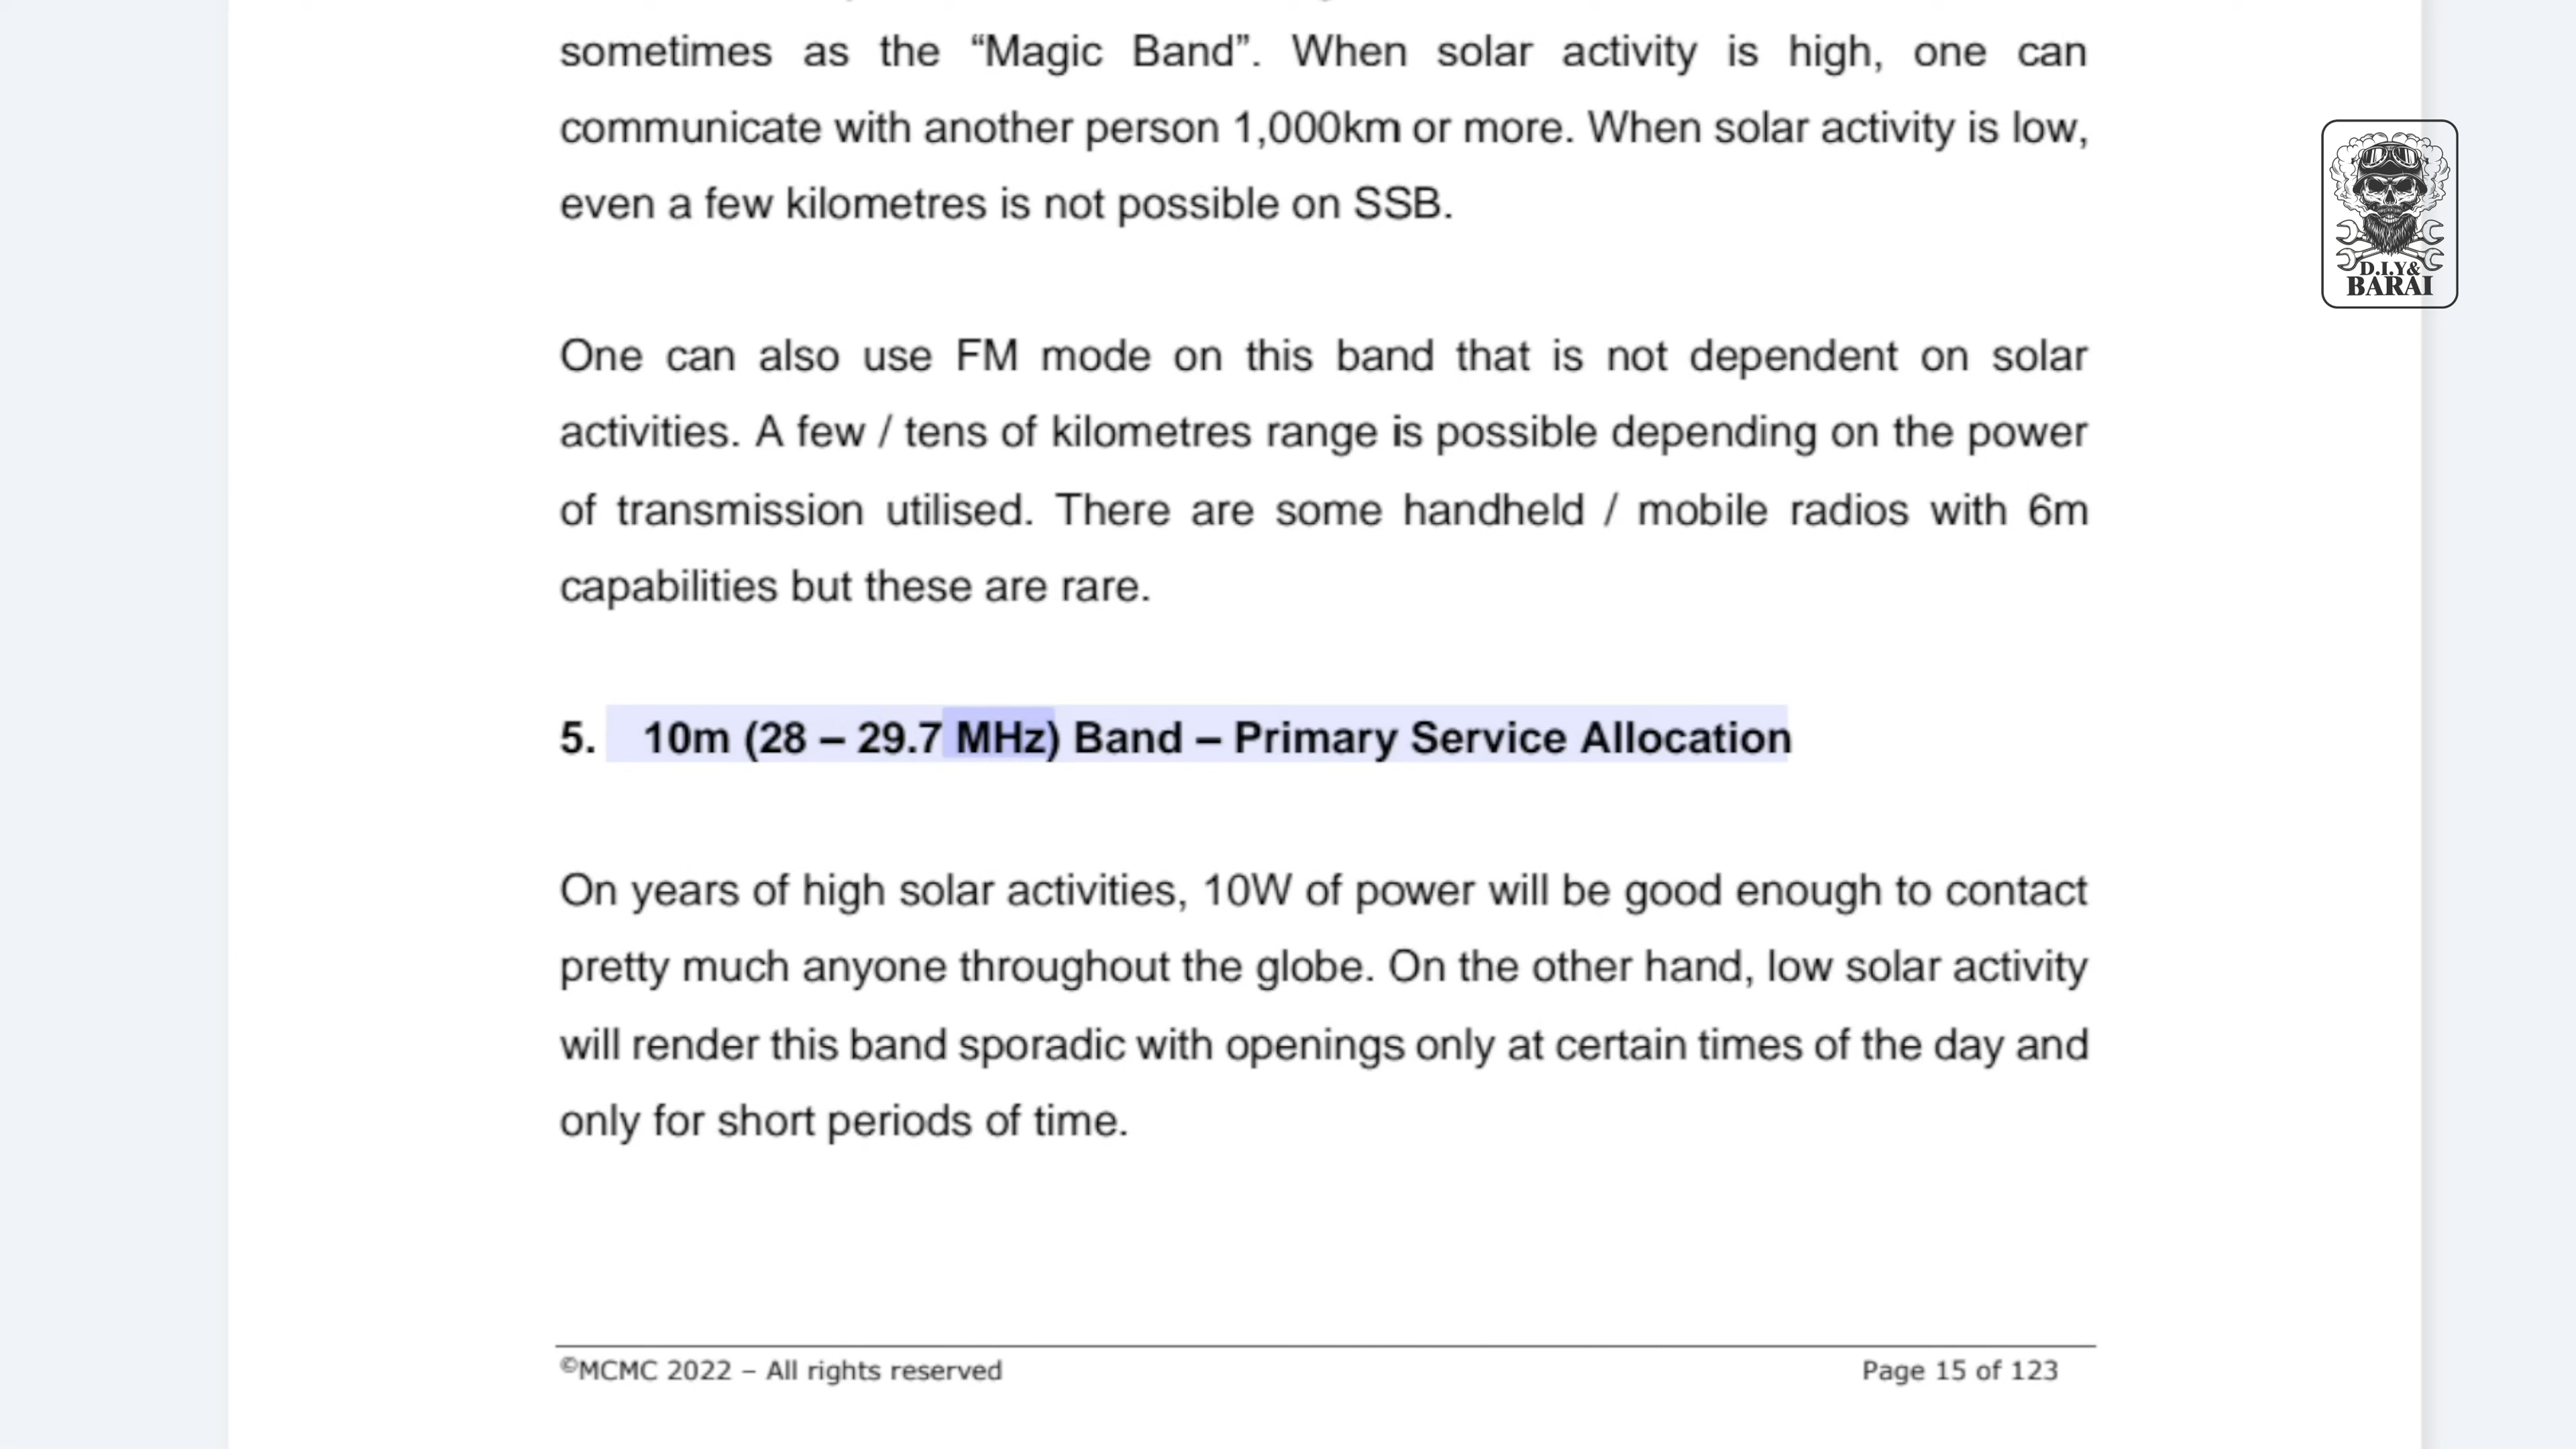 sometimes as the “Magic Band”. When solar activity is high, one can
communicate with another person 1,000km or more. When solar activity is low,
even a few kilometres is not possible on SSB.
One can also use FM mode on this band that is not dependent on solar
activities. A few / tens of kilometres range is possible depending on the power
of transmission utilised. There are some handheld / mobile radios with 6m
capabilities but these are rare.
5. 10m (28 – 29.7 MHz) Band – Primary Service Allocation
On years of high solar activities, 10W of power will be good enough to contact
pretty much anyone throughout the globe. On the other hand, low solar activity
will render this band sporadic with openings only at certain times of the day and
only for short periods of time.
©MCMC 2022 – All rights reserved
Page 15 of 123
D.I.Y&
BARAI